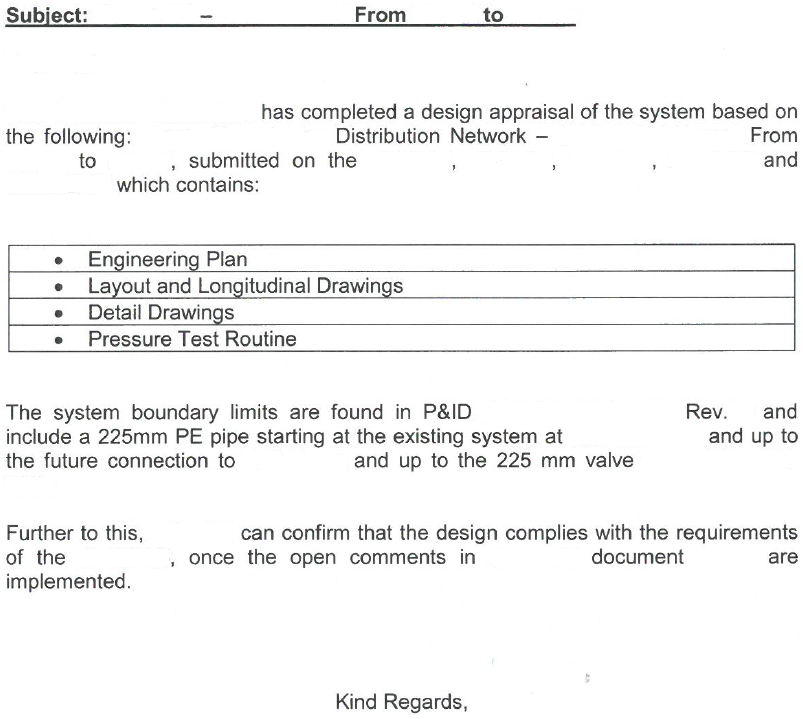 Subject: – From to
has completed a design appraisal of the system based on
the following: Distribution Network – From
to , submitted on the , , , and
which contains:
• Engineering Plan
• Layout and Longitudinal Drawings
• Detail Drawings
• Pressure Test Routine
The system boundary limits are found in P&ID Rev. and
include a 225mm PE pipe starting at the existing system at and up to
the future connection to and up to the 225 mm valve
Further to this, can confirm that the design complies with the requirements
of the , once the open comments in document are
implemented.
Kind Regards,